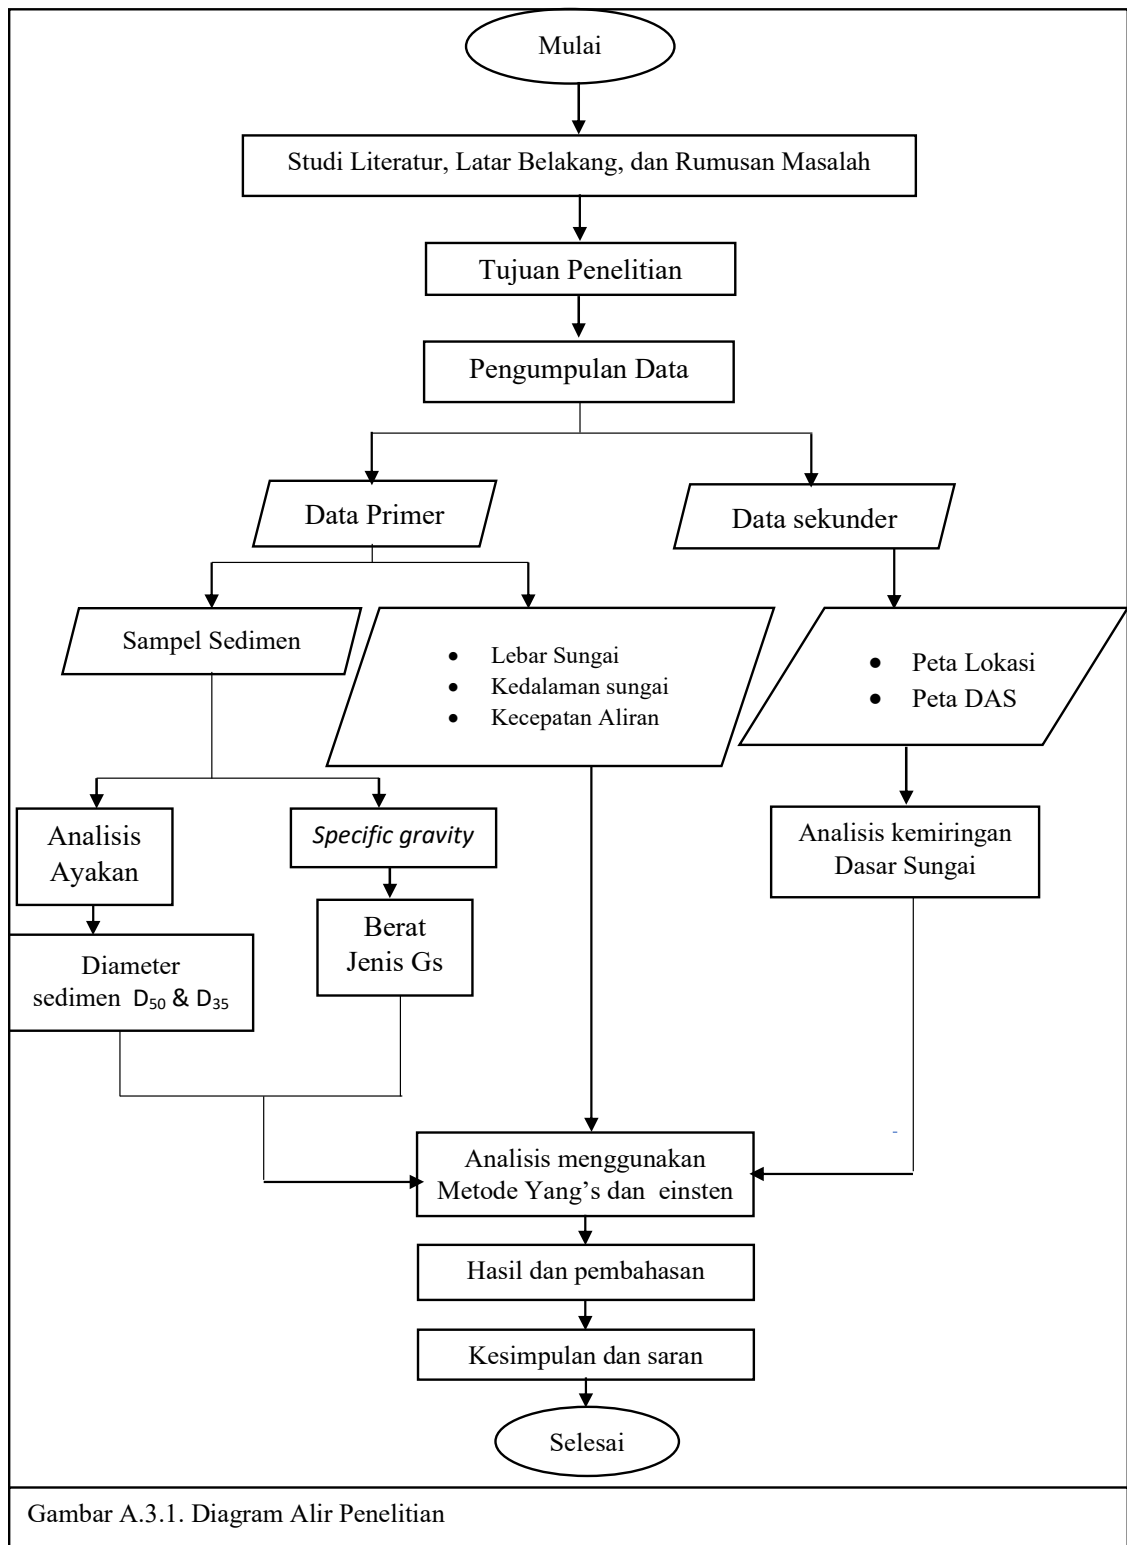 Mulai
Studi Literatur, Latar Belakang, dan Rumusan Masalah
Tujuan Penelitian
Pengumpulan Data
Data Primer
Data sekunder
Sampel Sedimen
• Lebar Sungai
• Kedalaman sungai
• Kecepatan Aliran
• Peta Lokasi
• Peta DAS
Analisis
Ayakan
Specific gravity
Analisis kemiringan
Dasar Sungai
Berat
Jenis Gs
Diameter
sedimen D₅₀ & D₃₅
Analisis menggunakan
Metode Yang’s dan einsten
Hasil dan pembahasan
Kesimpulan dan saran
Selesai
Gambar A.3.1. Diagram Alir Penelitian